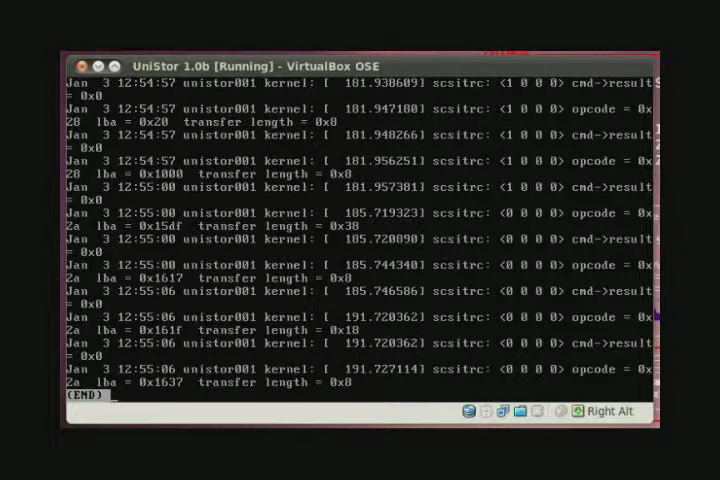 UniStor 1.0b [Running] - VirtualBox OSE
Jan  3 12:54:57 unistor001 kernel: [  181.938609] scsitrc: <1 0 0 0> cmd->result
= 0x0
Jan  3 12:54:57 unistor001 kernel: [  181.947180] scsitrc: <1 0 0 0> opcode = 0x
28  lba = 0x20  transfer length = 0x8
Jan  3 12:54:57 unistor001 kernel: [  181.948266] scsitrc: <1 0 0 0> cmd->result
= 0x0
Jan  3 12:54:57 unistor001 kernel: [  181.956251] scsitrc: <1 0 0 0> opcode = 0x
28  lba = 0x1000  transfer length = 0x8
Jan  3 12:55:00 unistor001 kernel: [  181.957381] scsitrc: <1 0 0 0> cmd->result
= 0x0
Jan  3 12:55:00 unistor001 kernel: [  185.719323] scsitrc: <0 0 0 0> opcode = 0x
2a  lba = 0x15df  transfer length = 0x38
Jan  3 12:55:00 unistor001 kernel: [  185.720890] scsitrc: <0 0 0 0> cmd->result
= 0x0
Jan  3 12:55:00 unistor001 kernel: [  185.744340] scsitrc: <0 0 0 0> opcode = 0x
2a  lba = 0x1617  transfer length = 0x8
Jan  3 12:55:06 unistor001 kernel: [  185.746586] scsitrc: <0 0 0 0> cmd->result
= 0x0
Jan  3 12:55:06 unistor001 kernel: [  191.720362] scsitrc: <0 0 0 0> opcode = 0x
2a  lba = 0x161f  transfer length = 0x18
Jan  3 12:55:06 unistor001 kernel: [  191.720362] scsitrc: <0 0 0 0> cmd->result
= 0x0
Jan  3 12:55:06 unistor001 kernel: [  191.727114] scsitrc: <0 0 0 0> opcode = 0x
2a  lba = 0x1637  transfer length = 0x8
(END)
Right Alt